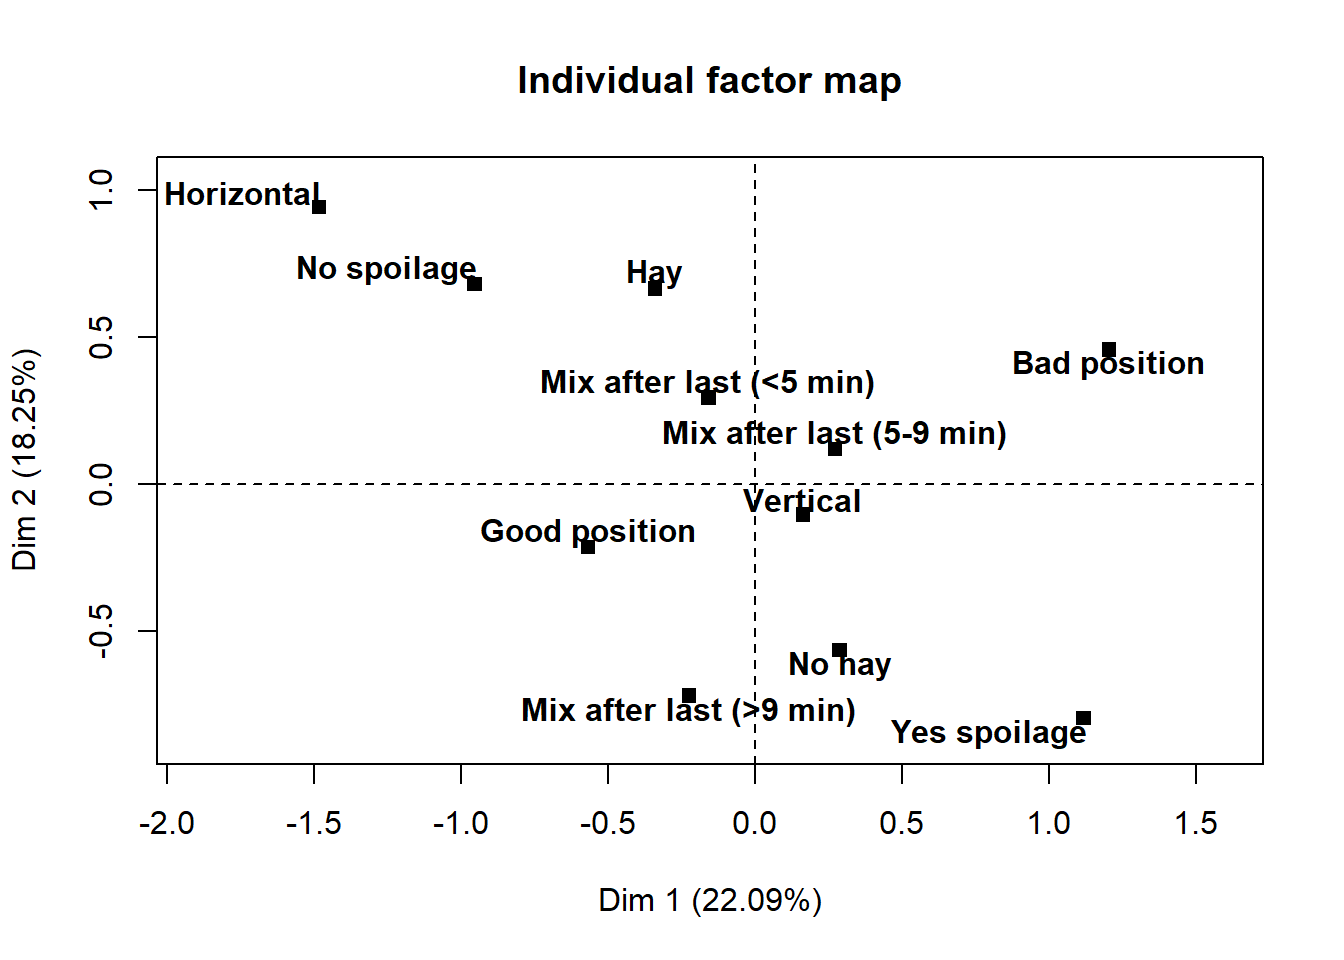 Individual factor map
Dim 2 (18.25%)
1.0
0.5
0.0
-0.5
Horizontal
No spoilage
Hay
Bad position
Mix after last (<5 min)
Mix after last (5-9 min)
Vertical
Good position
No hay
Mix after last (>9 min)
Yes spoilage
-2.0 -1.5 -1.0 -0.5 0.0 0.5 1.0 1.5
Dim 1 (22.09%)